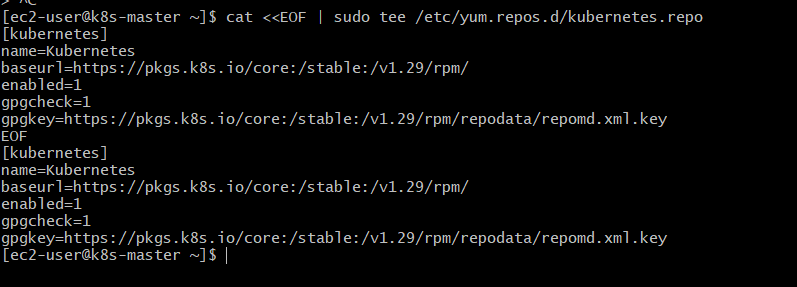 > ^C
[ec2-user@k8s-master ~]$ cat <<EOF | sudo tee /etc/yum.repos.d/kubernetes.repo
[kubernetes]
name=Kubernetes
baseurl=https://pkgs.k8s.io/core:/stable:/v1.29/rpm/
enabled=1
gpgcheck=1
gpgkey=https://pkgs.k8s.io/core:/stable:/v1.29/rpm/repodata/repomd.xml.key
EOF
[kubernetes]
name=Kubernetes
baseurl=https://pkgs.k8s.io/core:/stable:/v1.29/rpm/
enabled=1
gpgcheck=1
gpgkey=https://pkgs.k8s.io/core:/stable:/v1.29/rpm/repodata/repomd.xml.key
[ec2-user@k8s-master ~]$